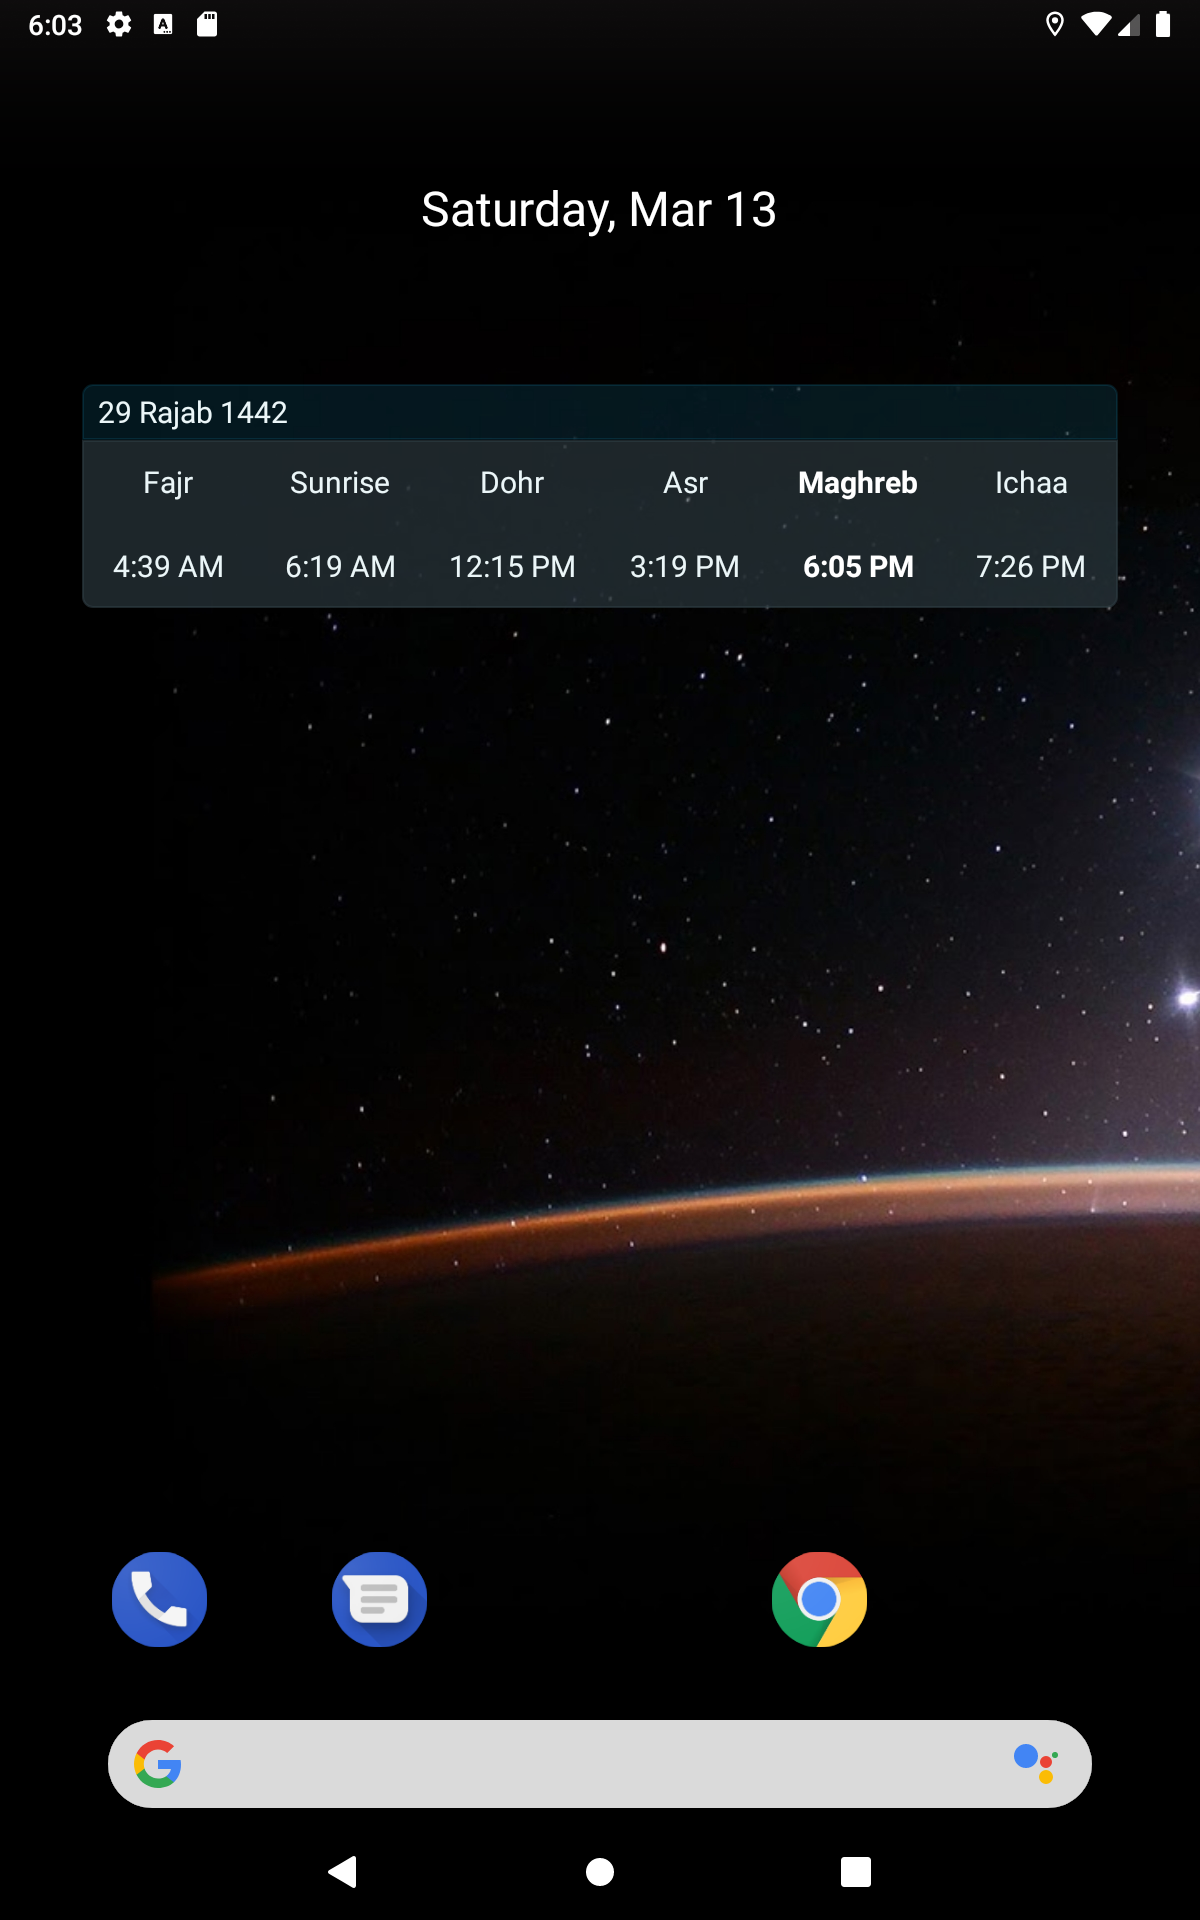 6:03
Saturday, Mar 13
29 Rajab 1442
Fajr Sunrise Dohr Asr Maghreb Ichaa
4:39 AM 6:19 AM 12:15 PM 3:19 PM 6:05 PM 7:26 PM